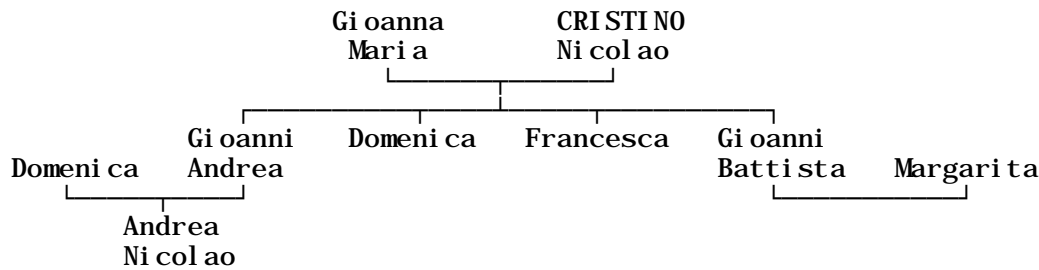 Gioanna CRISTINO
Maria Nicolao
Gioanni Domenica Francesca Gioanni
Domenica Andrea Battista Margarita
Andrea
Nicolao